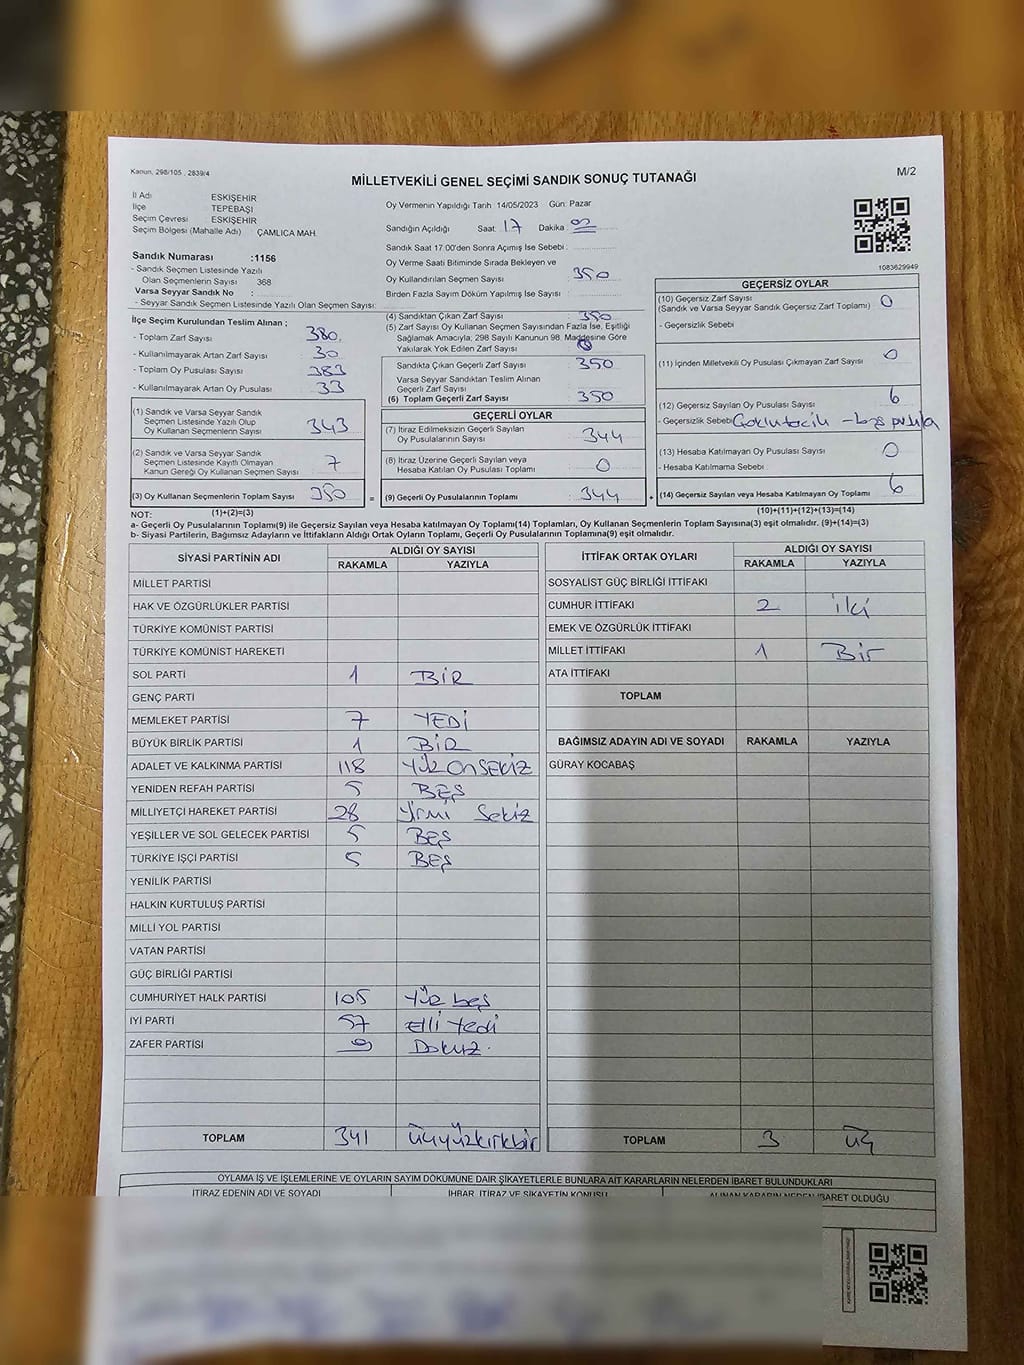 Kanun, 298/105 , 2839/4
M/2
MİLLETVEKİLİ GENEL SEÇİMİ SANDIK SONUÇ TUTANAĞI
İl Adı ESKİŞEHİR
İlçe TEPEBAŞI
Seçim Çevresi ESKİŞEHİR
Seçim Bölgesi (Mahalle Adı) ÇAMLICA MAH.
Sandık Numarası :1156
- Sandık Seçmen Listesinde Yazılı
Olan Seçmenlerin Sayısı 368
Varsa Seyyar Sandık No :
- Seyyar Sandık Seçmen Listesinde Yazılı Olan Seçmen Sayısı:
Oy Vermenin Yapıldığı Tarih 14/05/2023 Gün: Pazar
Sandığın Açıldığı Saat: 17 Dakika:
Sandık Saat 17:00'den Sonra Açımış İse Sebebi :
Oy Verme Saati Bitiminde Sırada Bekleyen ve
Oy Kullandırılan Seçmen Sayısı 350
Birden Fazla Sayım Döküm Yapılmış İse Sayısı :
1083629949
İlçe Seçim Kurulundan Teslim Alınan ;
- Toplam Zarf Sayısı 380
- Kullanılmayarak Artan Zarf Sayısı 30
- Toplam Oy Pusulası Sayısı 383
- Kullanılmayarak Artan Oy Pusulası 33
(1) Sandık ve Varsa Seyyar Sandık
Seçmen Listesinde Yazılı Olup
Oy Kullanan Seçmenlerin Sayısı 343
(2) Sandık ve Varsa Seyyar Sandık
Seçmen Listesinde Kayıtlı Olmayan
Kanun Gereği Oy Kullanan Seçmen Sayısı 7
(3) Oy Kullanan Seçmenlerin Toplam Sayısı 350 =
(4) Sandıktan Çıkan Zarf Sayısı : 350
(5) Zarf Sayısı Oy Kullanan Seçmen Sayısından Fazla İse, Eşitliği
Sağlamak Amacıyla; 298 Sayılı Kanunun 98. Maddesine Göre
Yakılarak Yok Edilen Zarf Sayısı : 0
Sandıkta Çıkan Geçerli Zarf Sayısı 350
Varsa Seyyar Sandıktan Teslim Alınan
Geçerli Zarf Sayısı
(6) Toplam Geçerli Zarf Sayısı : 350
GEÇERLİ OYLAR
(7) İtiraz Edilmeksizin Geçerli Sayılan
Oy Pusulalarının Sayısı : 344
(8) İtiraz Üzerine Geçerli Sayılan veya
Hesaba Katılan Oy Pusulası Toplamı : 0
(9) Geçerli Oy Pusulalarının Toplamı : 344 +
GEÇERSİZ OYLAR
(10) Geçersiz Zarf Sayısı
(Sandık ve Varsa Seyyar Sandık Geçersiz Zarf Toplamı) : 0
- Geçersizlik Sebebi
(11) İçinden Milletvekili Oy Pusulası Çıkmayan Zarf Sayısı : 0
(12) Geçersiz Sayılan Oy Pusulası Sayısı : 6
- Geçersizlik Sebebi pusula
(13) Hesaba Katılmayan Oy Pusulası Sayısı : 0
- Hesaba Katılmama Sebebi :
(14) Geçersiz Sayılan veya Hesaba Katılmayan Oy Toplamı : 6
NOT: (1)+(2)=(3) (10)+(11)+(12)+(13)=(14)
a- Geçerli Oy Pusulalarının Toplamı(9) ile Geçersiz Sayılan veya Hesaba katılmayan Oy Toplamı(14) Toplamları, Oy Kullanan Seçmenlerin Toplam Sayısına(3) eşit olmalıdır. (9)+(14)=(3)
b- Siyasi Partilerin, Bağımsız Adayların ve İttifakların Aldığı Oyların Toplamı, Geçerli Oy Pusulalarının Toplamına(9) eşit olmalıdır.
SİYASİ PARTİNİN ADI ALDIĞI OY SAYISI
RAKAMLA YAZIYLA
MİLLET PARTİSİ
HAK VE ÖZGÜRLÜKLER PARTİSİ
TÜRKİYE KOMÜNİST PARTİSİ
TÜRKİYE KOMÜNİST HAREKETİ
SOL PARTİ 1 BİR
GENÇ PARTİ
MEMLEKET PARTİSİ 7 YEDİ
BÜYÜK BİRLİK PARTİSİ 1 BİR
ADALET VE KALKINMA PARTİSİ 118 YÜZ ONSEKİZ
YENİDEN REFAH PARTİSİ 5 BEŞ
MİLLİYETÇİ HAREKET PARTİSİ 28 Yirmi Sekiz
YEŞİLLER VE SOL GELECEK PARTİSİ 5 BEŞ
TÜRKİYE İŞÇİ PARTİSİ 5 BEŞ
YENİLİK PARTİSİ
HALKIN KURTULUŞ PARTİSİ
MİLLİ YOL PARTİSİ
VATAN PARTİSİ
GÜÇ BİRLİĞİ PARTİSİ
CUMHURİYET HALK PARTİSİ 105 Yüz beş
İYİ PARTİ 57 Elli Yedi
ZAFER PARTİSİ 9 Dokuz
TOPLAM 341 üçyüzkırkbir
İTTİFAK ORTAK OYLARI ALDIĞI OY SAYISI
RAKAMLA YAZIYLA
SOSYALİST GÜÇ BİRLİĞİ İTTİFAKI
CUMHUR İTTİFAKI 2 iki
EMEK VE ÖZGÜRLÜK İTTİFAKI
MİLLET İTTİFAKI 1 Bir
ATA İTTİFAKI
TOPLAM
BAĞIMSIZ ADAYIN ADI VE SOYADI RAKAMLA YAZIYLA
GÜRAY KOCABAŞ
TOPLAM 3 üç
OYLAMA İŞ VE İŞLEMLERİNE VE OYLARIN SAYIM DÖKÜMÜNE DAİR ŞİKAYETLERLE BUNLARA AİT KARARLARIN NELERDEN İBARET BULUNDUKLARI
İTİRAZ EDENİN ADI VE SOYADI İHBAR, İTİRAZ VE ŞİKAYETİN KONUSU ALINAN KARARIN NEDEN İBARET OLDUĞU